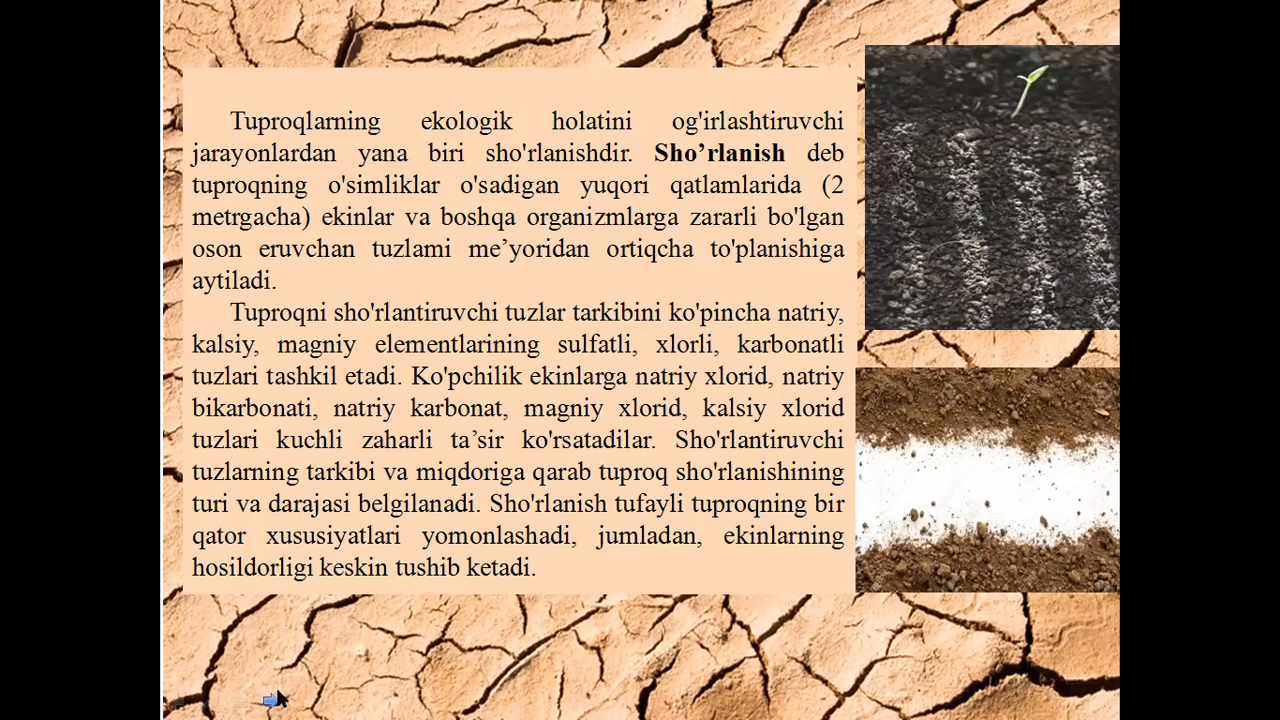 Tuproqlarning ekologik holatini og'irlashtiruvchi
jarayonlardan yana biri sho'rlanishdir. Sho’rlanish deb
tuproqning o'simliklar o'sadigan yuqori qatlamlarida (2
metrgacha) ekinlar va boshqa organizmlarga zararli bo'lgan
oson eruvchan tuzlami me’yoridan ortiqcha to'planishiga
aytiladi.
Tuproqni sho'rlantiruvchi tuzlar tarkibini ko'pincha natriy,
kalsiy, magniy elementlarining sulfatli, xlorli, karbonatli
tuzlari tashkil etadi. Ko'pchilik ekinlarga natriy xlorid, natriy
bikarbonati, natriy karbonat, magniy xlorid, kalsiy xlorid
tuzlari kuchli zaharli ta’sir ko'rsatadilar. Sho'rlantiruvchi
tuzlarning tarkibi va miqdoriga qarab tuproq sho'rlanishining
turi va darajasi belgilanadi. Sho'rlanish tufayli tuproqning bir
qator xususiyatlari yomonlashadi, jumladan, ekinlarning
hosildorligi keskin tushib ketadi.